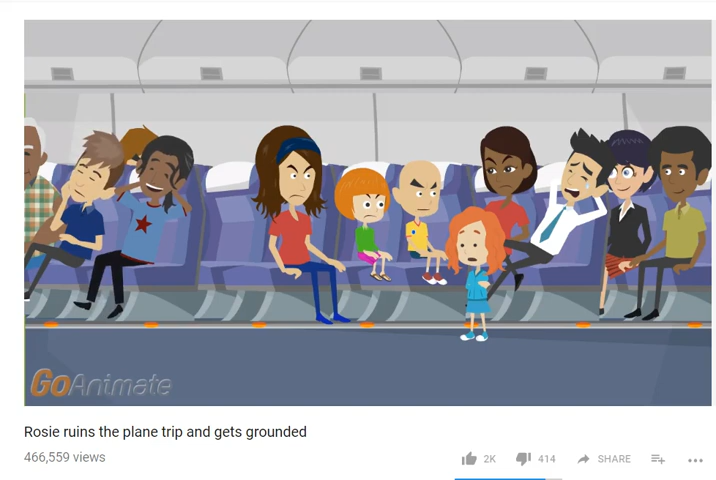 GoAnimate
Rosie ruins the plane trip and gets grounded
466,559 views
2K
414
SHARE